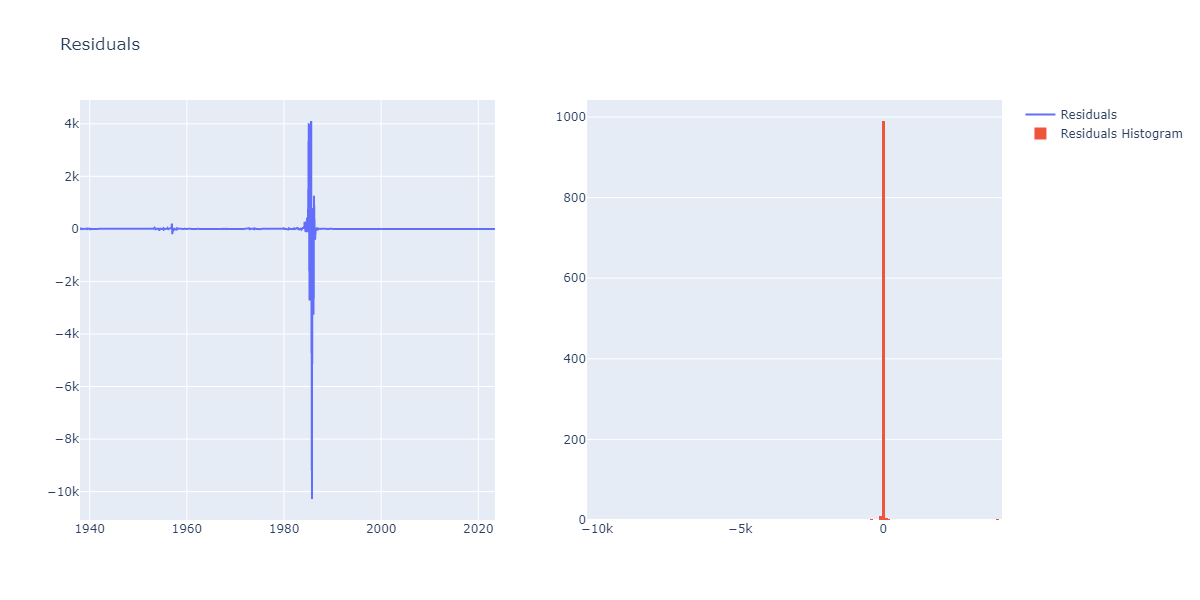 Residuals
4k
2k
0
−2k
−4k
−6k
−8k
−10k
1940 1960 1980 2000 2020
1000
800
600
400
200
0
−10k −5k 0
Residuals
Residuals Histogram